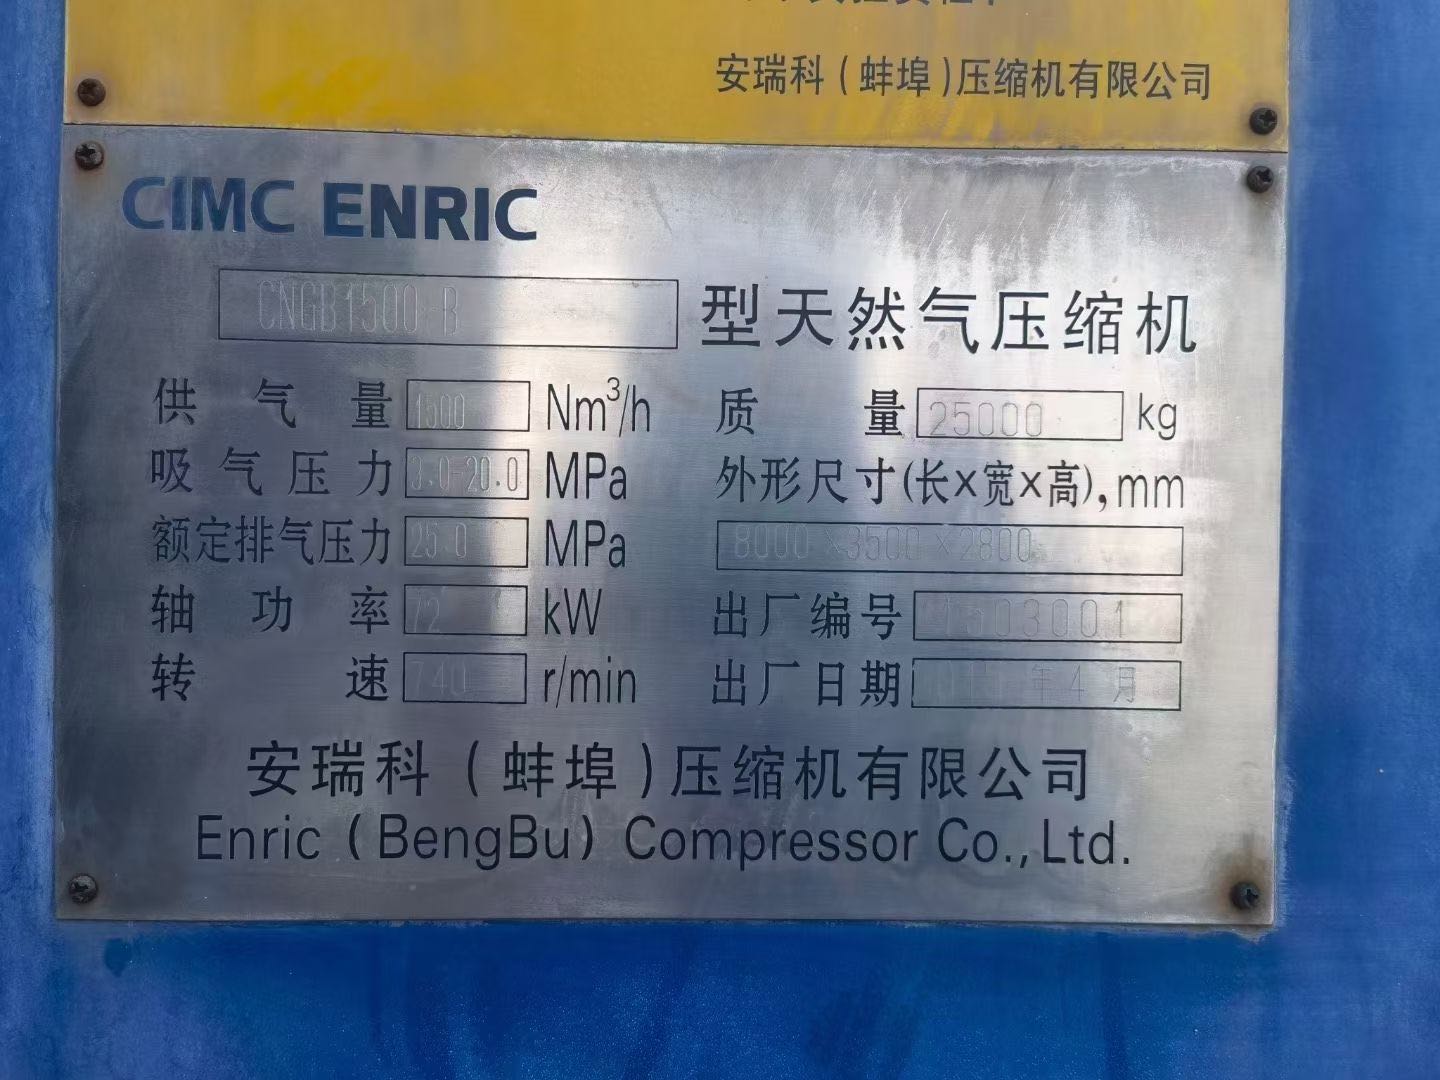 安瑞科（蚌埠）压缩机有限公司
CIMC ENRIC
CNGB1500-B 型天然气压缩机
供气量 1500 Nm³/h
质量 25000 kg
吸气压力 3.0-20.0 MPa
外形尺寸(长×宽×高),mm
额定排气压力 25.0 MPa
8000×3500×2800
轴功率 72 kW
出厂编号
转速 740 r/min
出厂日期 年4月
安瑞科（蚌埠）压缩机有限公司
Enric (BengBu) Compressor Co.,Ltd.